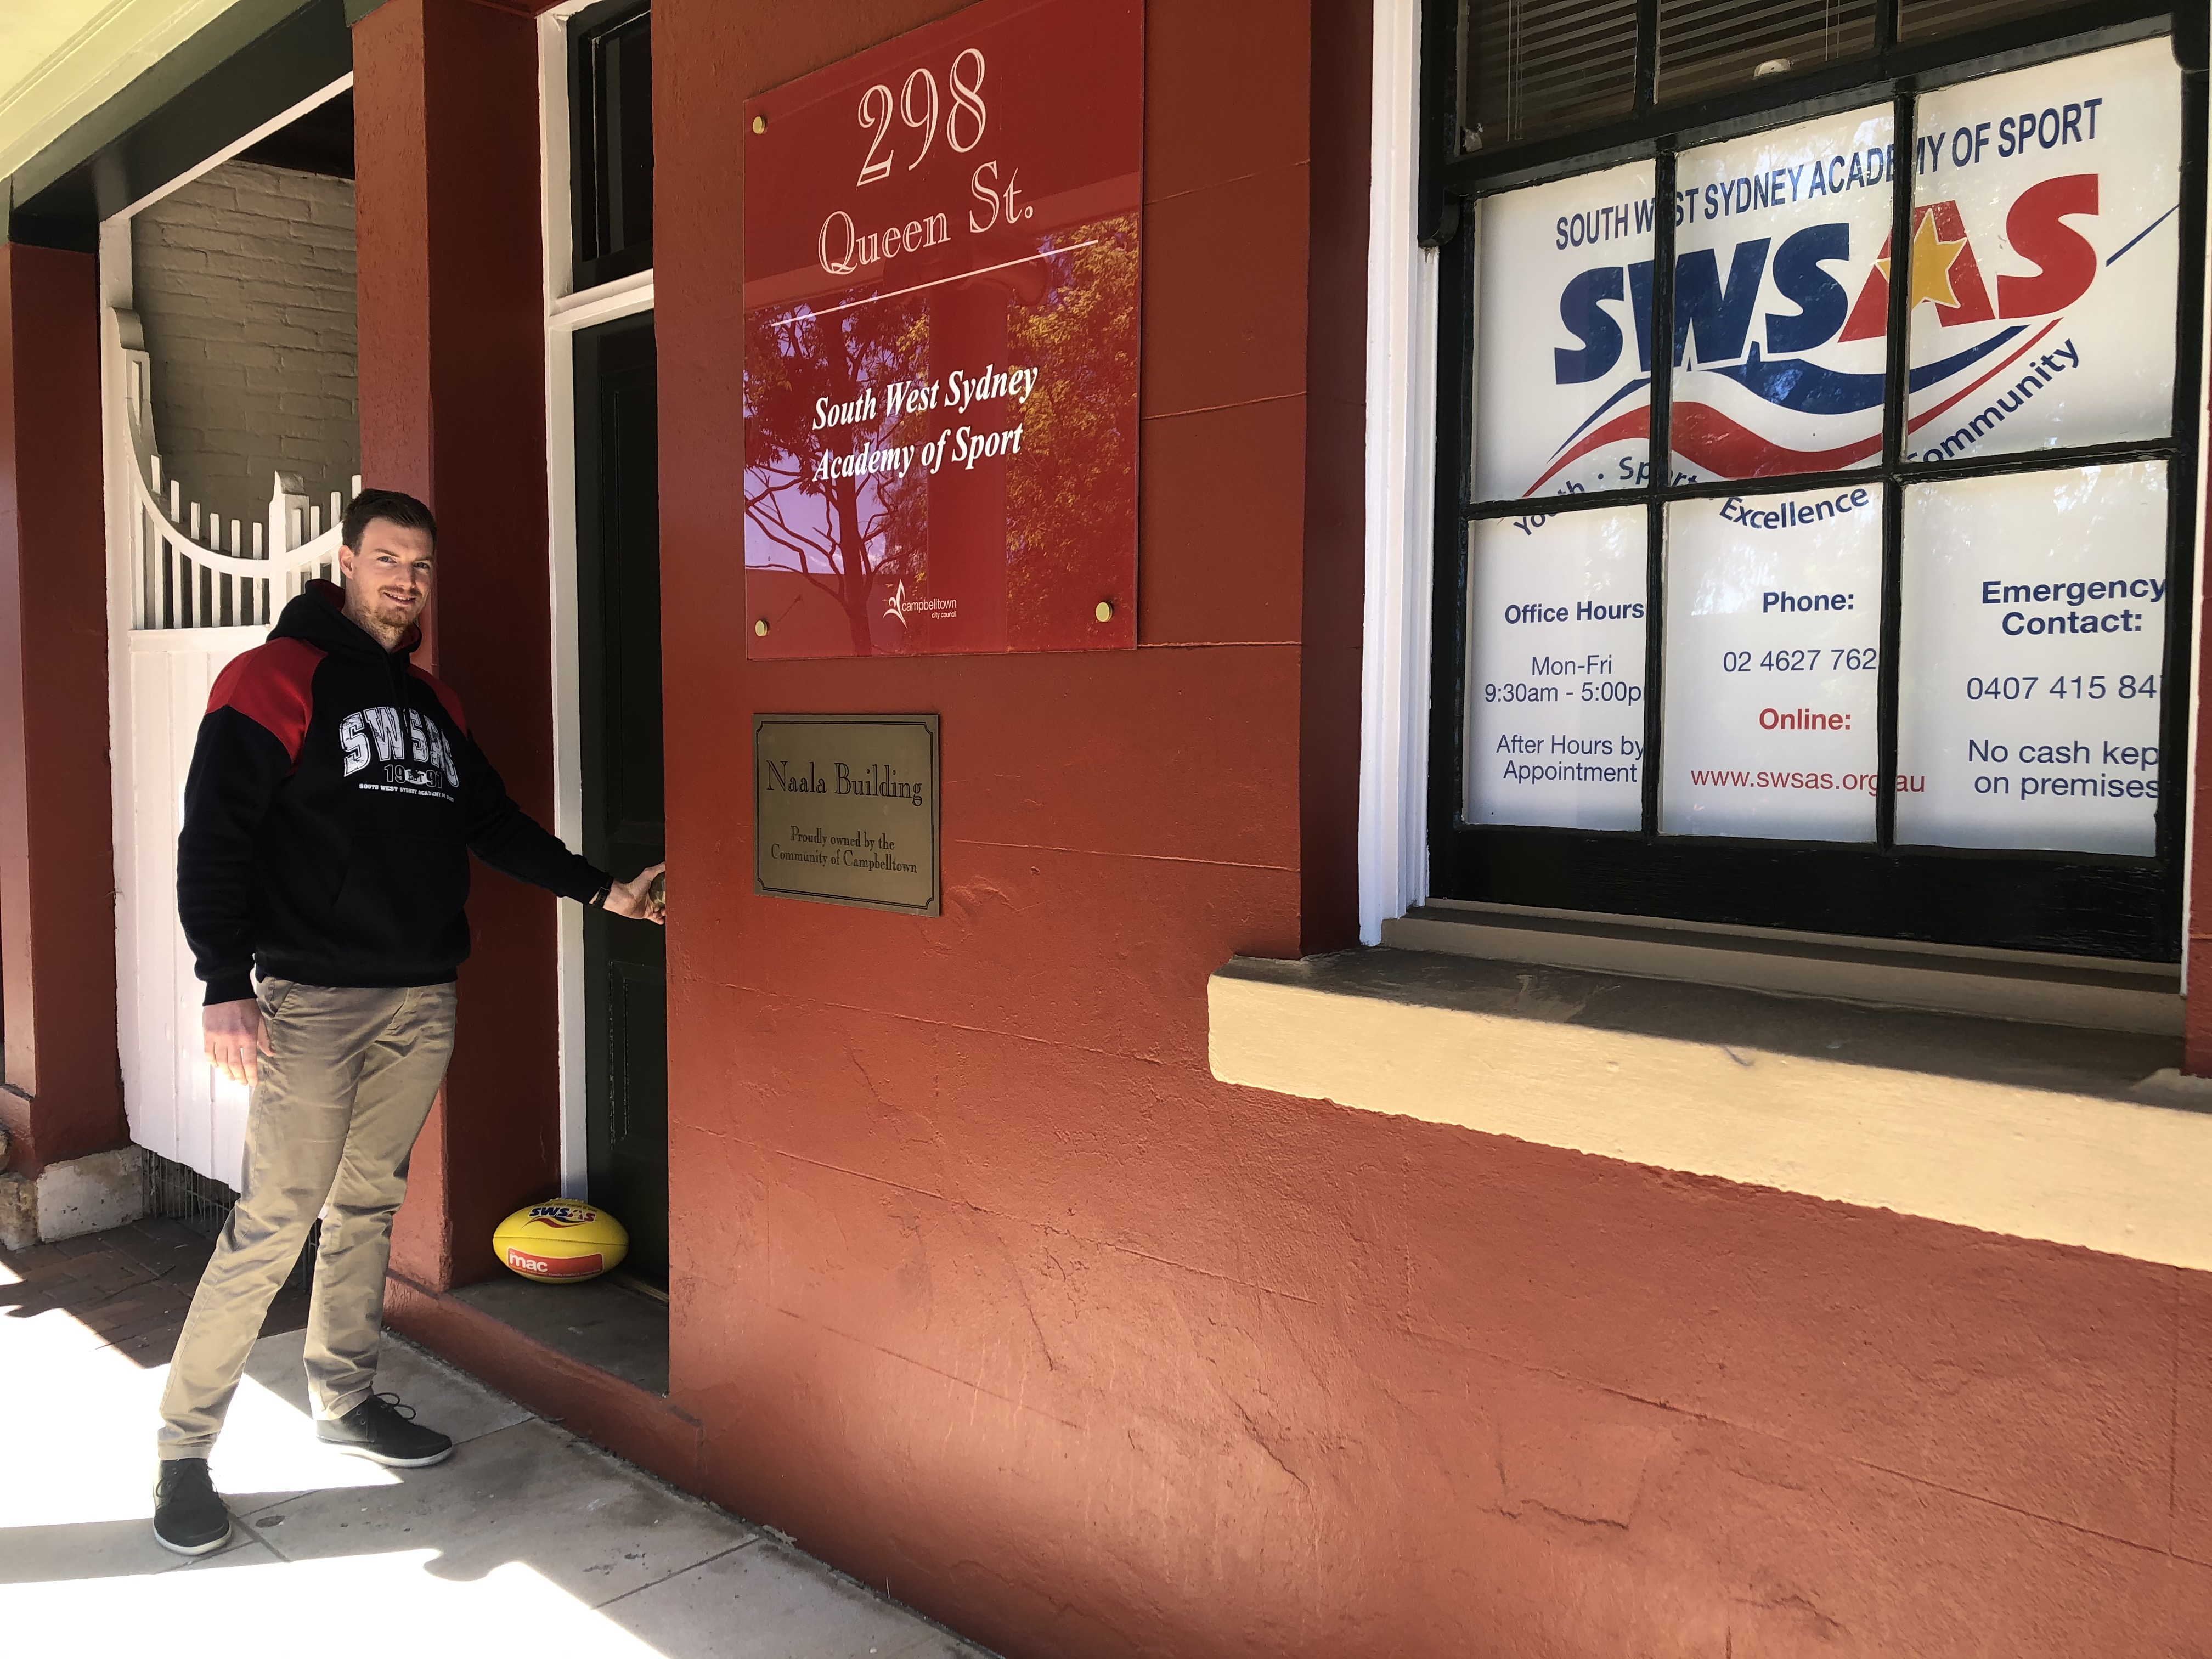 298
Queen St.
South West Sydney
Academy of Sport
campbelltown
city council
Naala Building
Proudly owned by the
Community of Campbelltown
SOUTH WEST SYDNEY ACADEMY OF SPORT
SWSAS
Youth · Sport · Excellence Community
Office Hours
Mon-Fri
9:30am - 5:00p
After Hours by
Appointment
Phone:
02 4627 762
Online:
www.swsas.org.au
Emergency
Contact:
0407 415 84
No cash kep
on premises
SWSAS
SOUTH WEST SYDNEY ACADEMY OF SPORT
SWSAS
mac